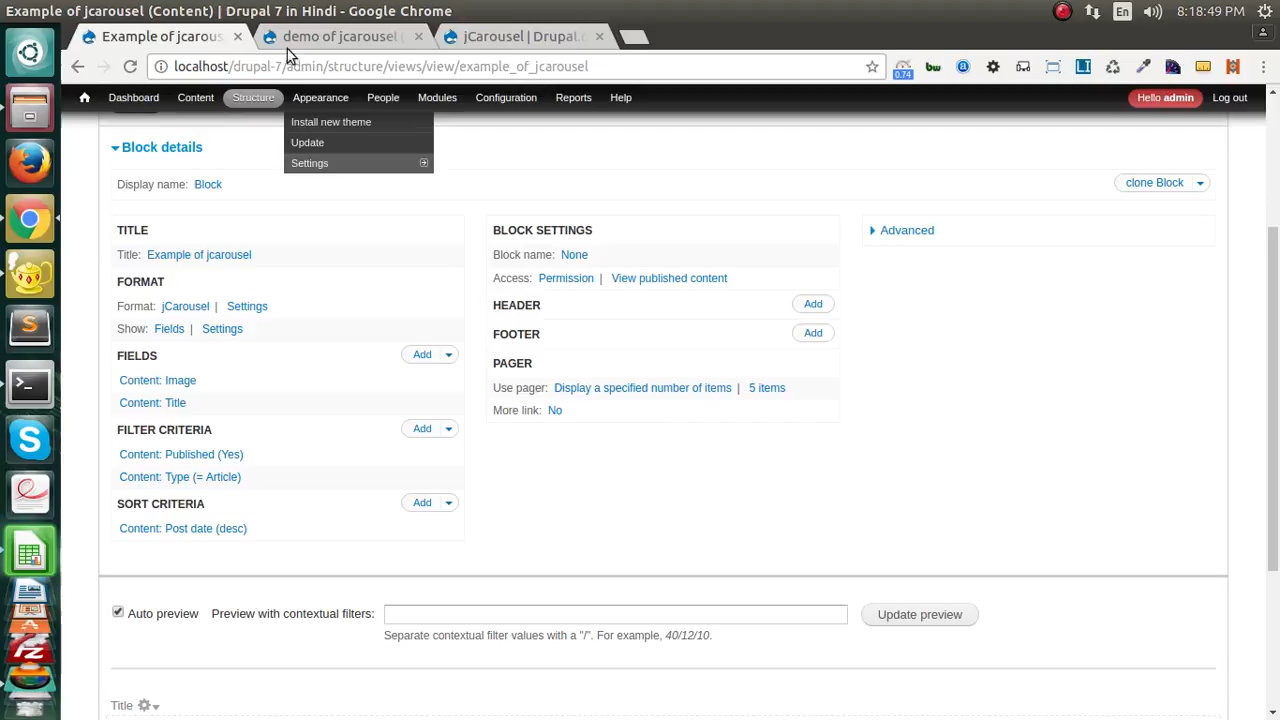 Example of jcarousel (Content) | Drupal 7 in Hindi - Google Chrome
En
8:18:49 PM
Example of jcarous
demo of jcarousel
jCarousel | Drupal.
localhost/drupal-7/admin/structure/views/view/example_of_jcarousel
0.74
bw
Dashboard Content Structure Appearance People Modules Configuration Reports Help
Hello admin
Log out
Install new theme
Update
Settings
Block details
Display name: Block
clone Block
TITLE
Title: Example of jcarousel
FORMAT
Format: jCarousel | Settings
Show: Fields | Settings
FIELDS
Add
Content: Image
Content: Title
FILTER CRITERIA
Add
Content: Published (Yes)
Content: Type (= Article)
SORT CRITERIA
Add
Content: Post date (desc)
BLOCK SETTINGS
Block name: None
Access: Permission | View published content
HEADER
Add
FOOTER
Add
PAGER
Use pager: Display a specified number of items | 5 items
More link: No
Advanced
Auto preview
Preview with contextual filters:
Update preview
Separate contextual filter values with a "/". For example, 40/12/10.
Title